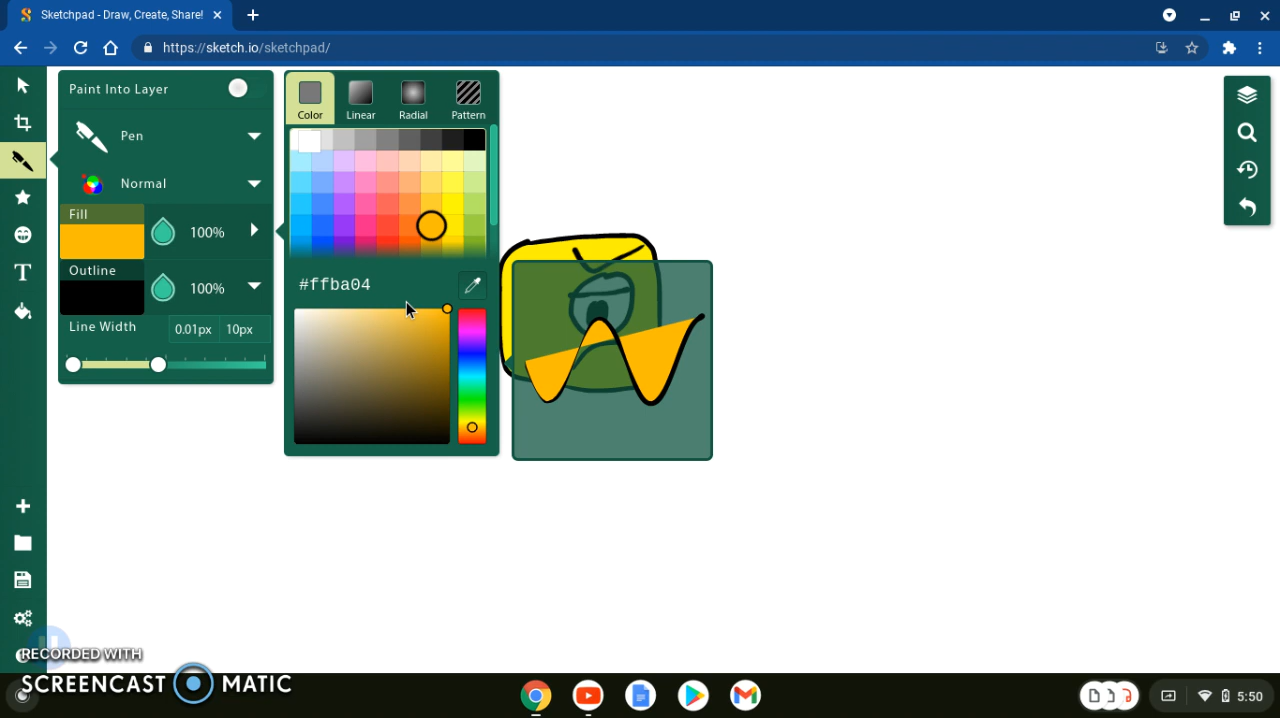 Sketchpad - Draw, Create, Share!
https://sketch.io/sketchpad/
Paint Into Layer
Pen
Normal
Fill
100%
Outline
100%
Line Width
0.01px
10px
Color
Linear
Radial
Pattern
#ffba04
T
RECORDED WITH
SCREENCAST MATIC
5:50